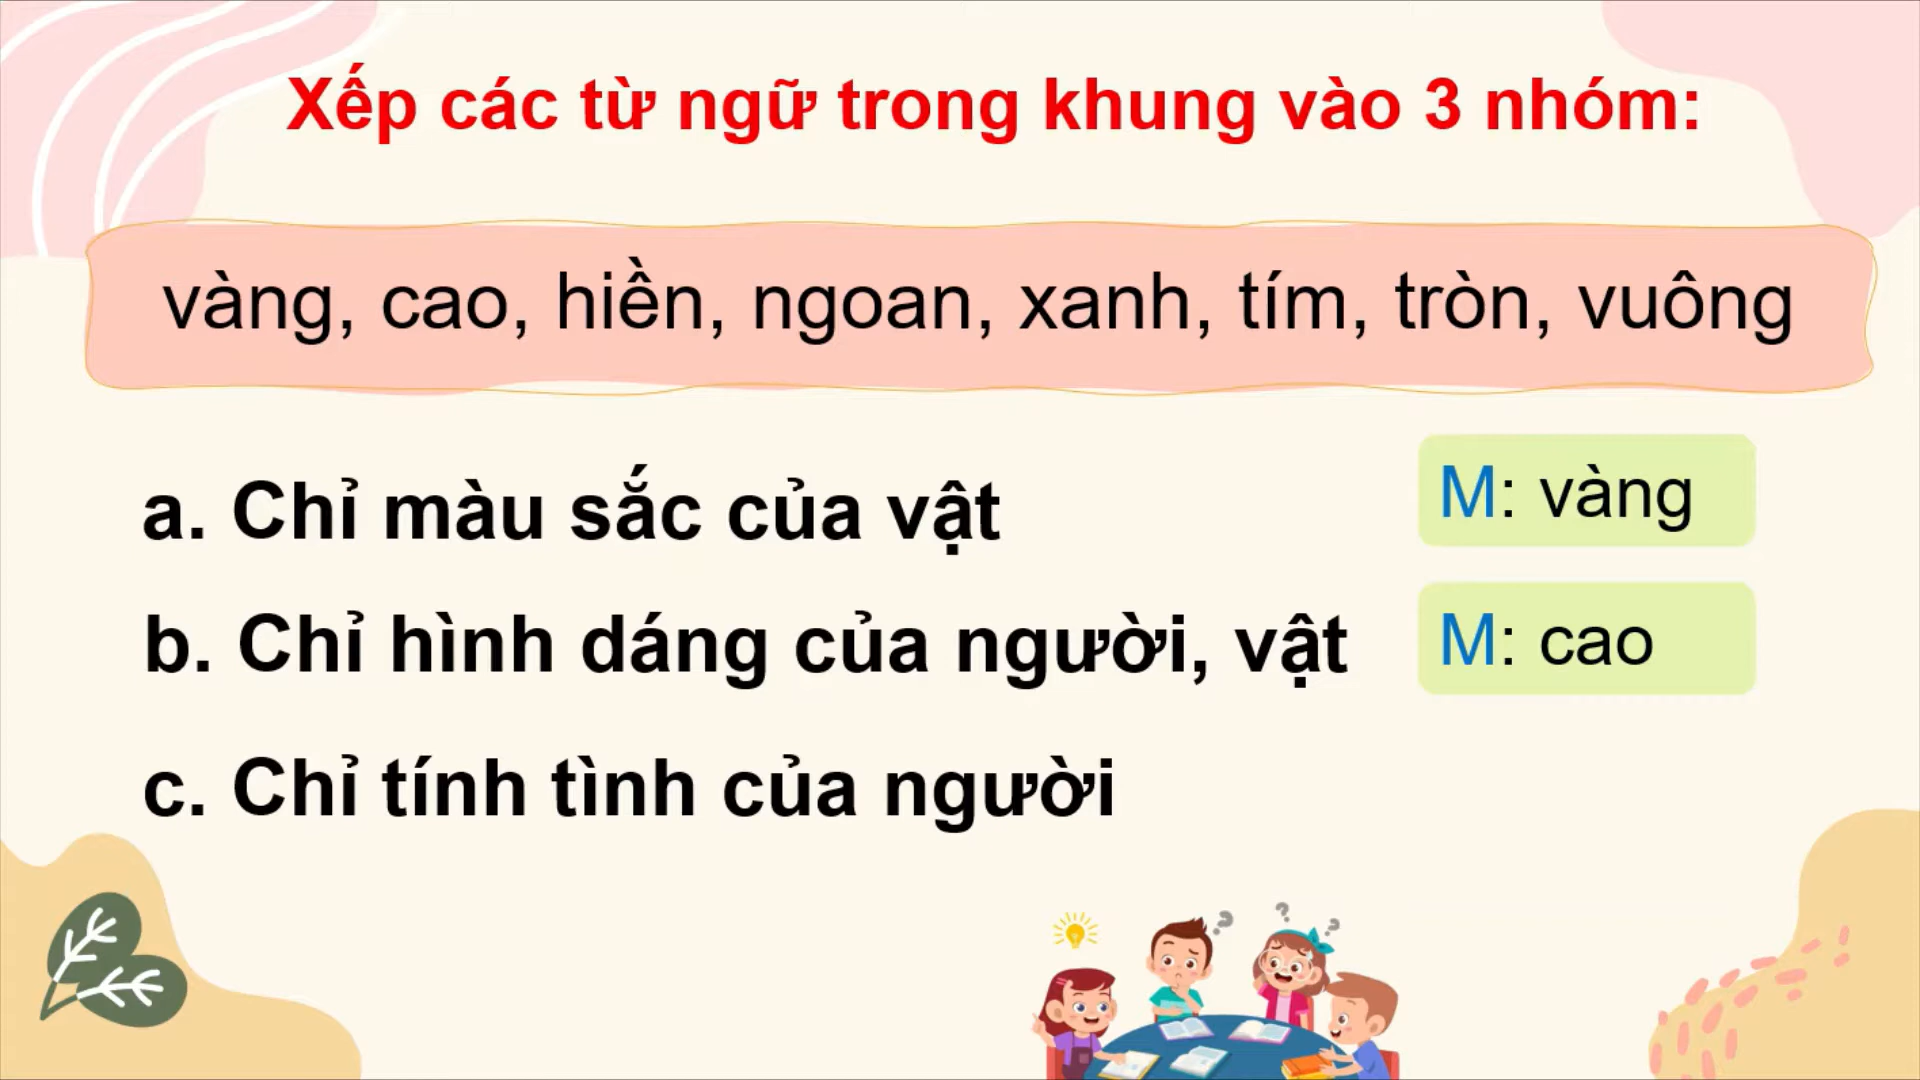 Xếp các từ ngữ trong khung vào 3 nhóm:
vàng, cao, hiền, ngoan, xanh, tím, tròn, vuông
a. Chỉ màu sắc của vật
M: vàng
b. Chỉ hình dáng của người, vật
M: cao
c. Chỉ tính tình của người